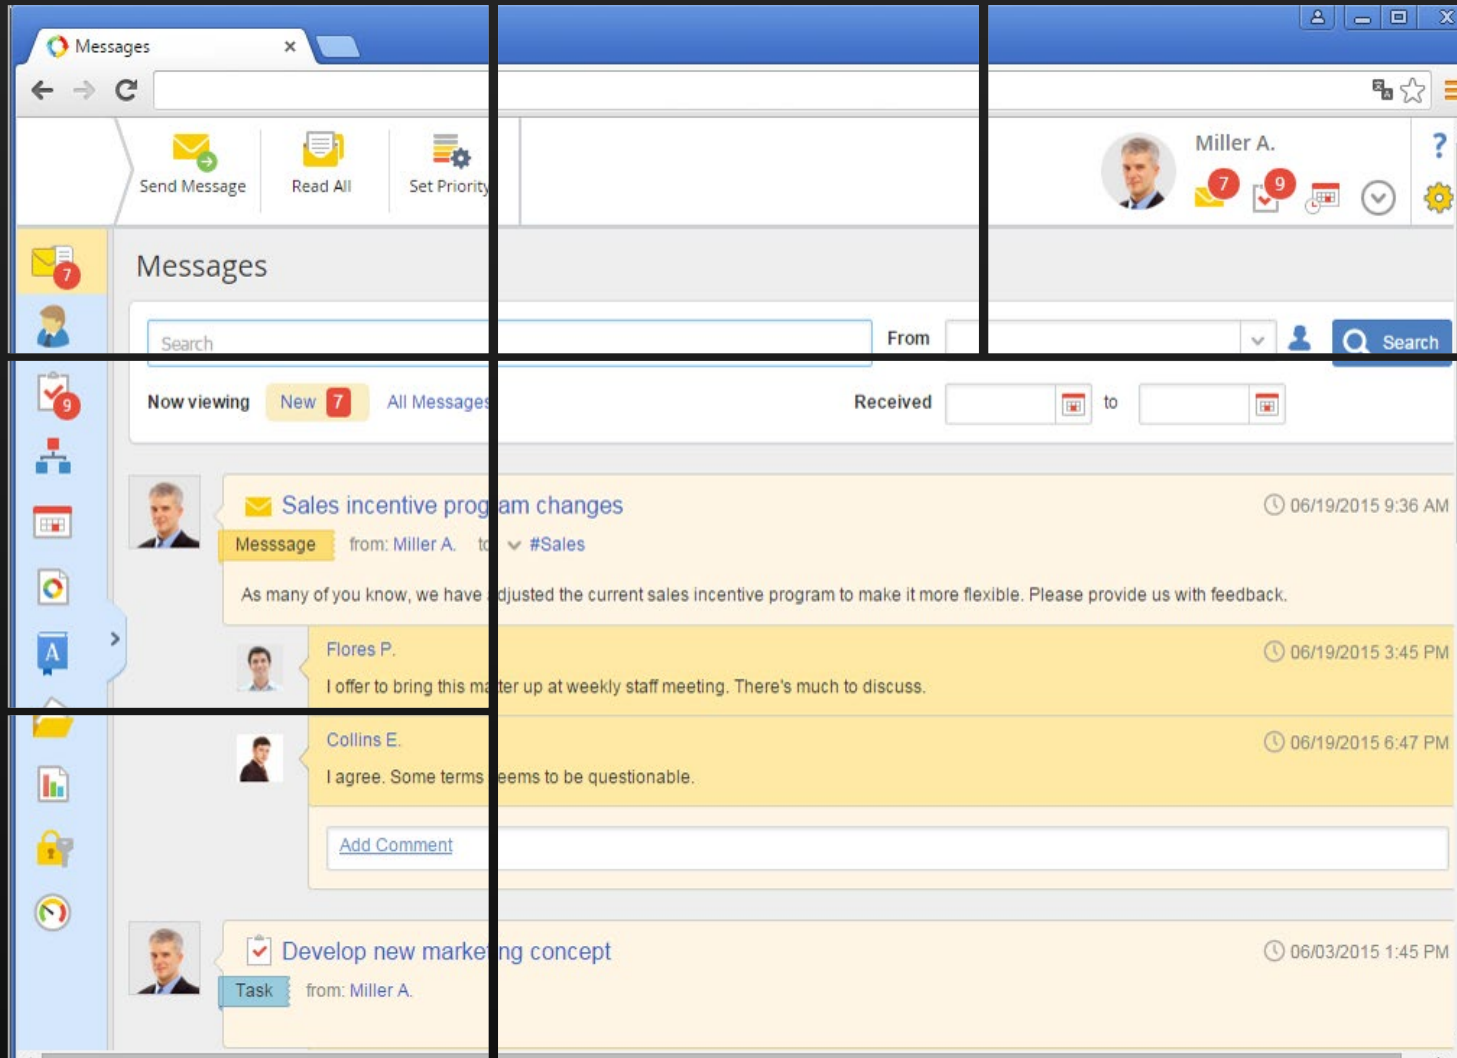 Messages
Miller A.
7 9
Send Message Read All Set Priority
7
Messages
Search From Search
9
Now viewing New 7 All Messages Received to
Sales incentive program changes 06/19/2015 9:36 AM
Messsage from: Miller A. to #Sales
As many of you know, we have adjusted the current sales incentive program to make it more flexible. Please provide us with feedback.
Flores P. 06/19/2015 3:45 PM
I offer to bring this matter up at weekly staff meeting. There's much to discuss.
Collins E. 06/19/2015 6:47 PM
I agree. Some terms seems to be questionable.
Add Comment
Develop new marketing concept 06/03/2015 1:45 PM
Task from: Miller A.